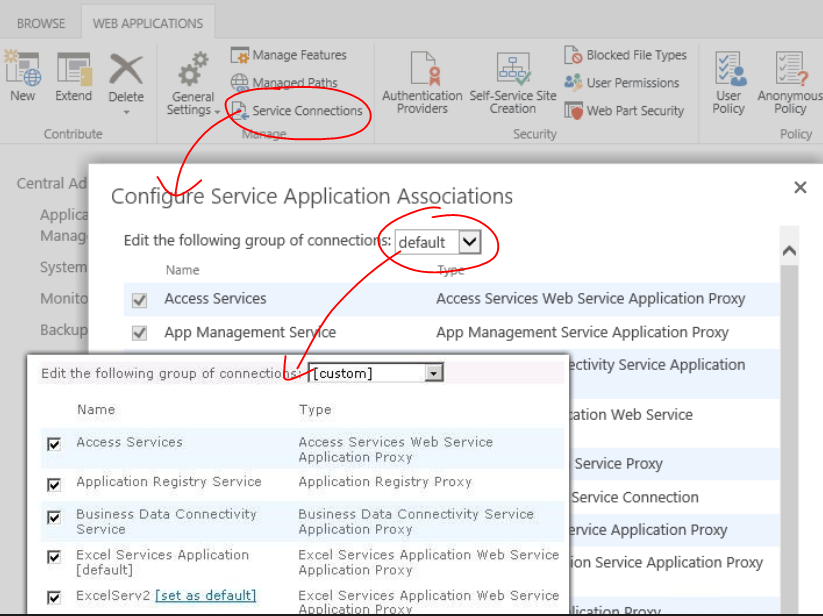 BROWSE WEB APPLICATIONS
New Extend Delete General Settings Manage Features Managed Paths Service Connections
Authentication Providers Self-Service Site Creation Blocked File Types User Permissions Web Part Security
User Policy Anonymous Policy
Contribute Manage Security Policy
Central Ad
Applica
Manag
System
Monito
Backup
Configure Service Application Associations
Edit the following group of connections: default
Name Type
Access Services Access Services Web Service Application Proxy
App Management Service App Management Service Application Proxy
ectivity Service Application
cation Web Service
Service Proxy
Service Connection
ervice Application Proxy
ion Service Application Proxy
plication Proxy
Edit the following group of connections: [custom]
Name Type
Access Services Access Services Web Service
Application Proxy
Application Registry Service Application Registry Proxy
Business Data Connectivity Business Data Connectivity Service
Service Application Proxy
Excel Services Application Excel Services Application Web Service
[default] Application Proxy
ExcelServ2 [set as default] Excel Services Application Web Service
Application Proxy